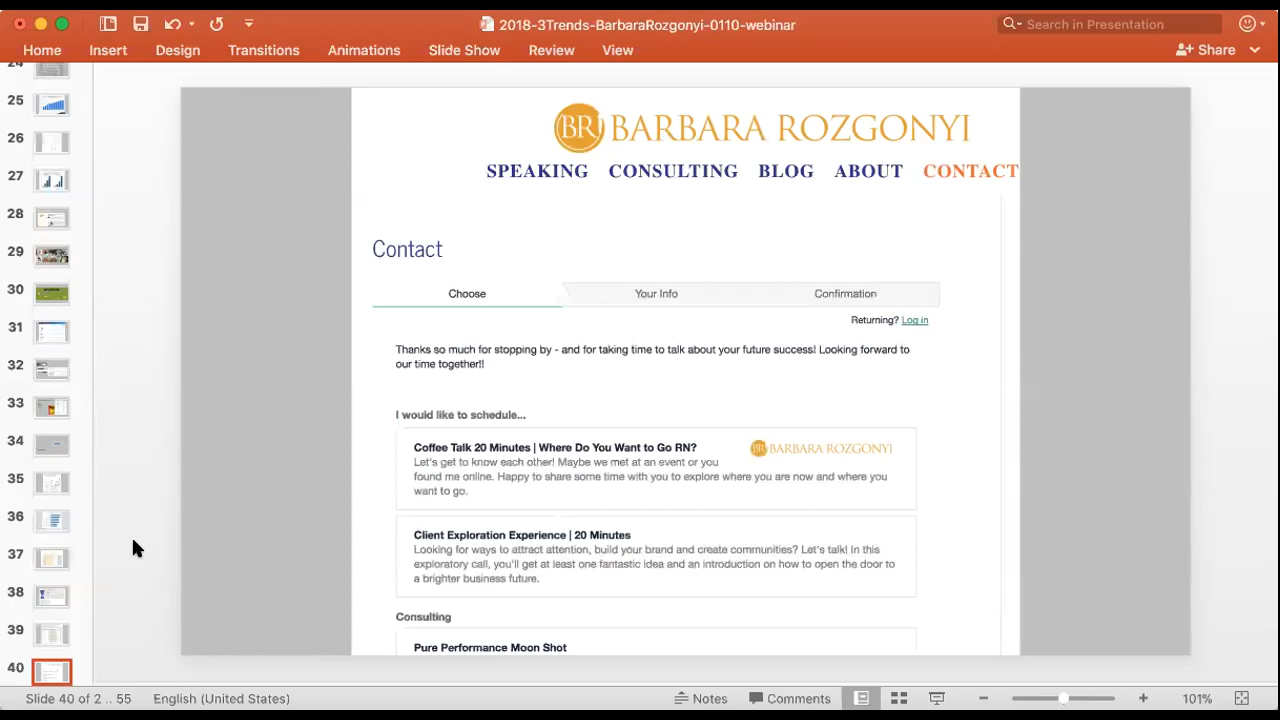 2018-3Trends-BarbaraRozgonyi-0110-webinar
Search in Presentation
Home Insert Design Transitions Animations Slide Show Review View Share
24
25
26
27
28
29
30
31
32
33
34
35
36
37
38
39
40
BR BARBARA ROZGONYI
SPEAKING CONSULTING BLOG ABOUT CONTACT
Contact
Choose Your Info Confirmation
Returning? Log in
Thanks so much for stopping by - and for taking time to talk about your future success! Looking forward to
our time together!!
I would like to schedule...
Coffee Talk 20 Minutes | Where Do You Want to Go RN?
BR BARBARA ROZGONYI
Let's get to know each other! Maybe we met at an event or you
found me online. Happy to share some time with you to explore where you are now and where you
want to go.
Client Exploration Experience | 20 Minutes
Looking for ways to attract attention, build your brand and create communities? Let's talk! In this
exploratory call, you'll get at least one fantastic idea and an introduction on how to open the door to
a brighter business future.
Consulting
Pure Performance Moon Shot
Slide 40 of 2 .. 55 English (United States) Notes Comments 101%